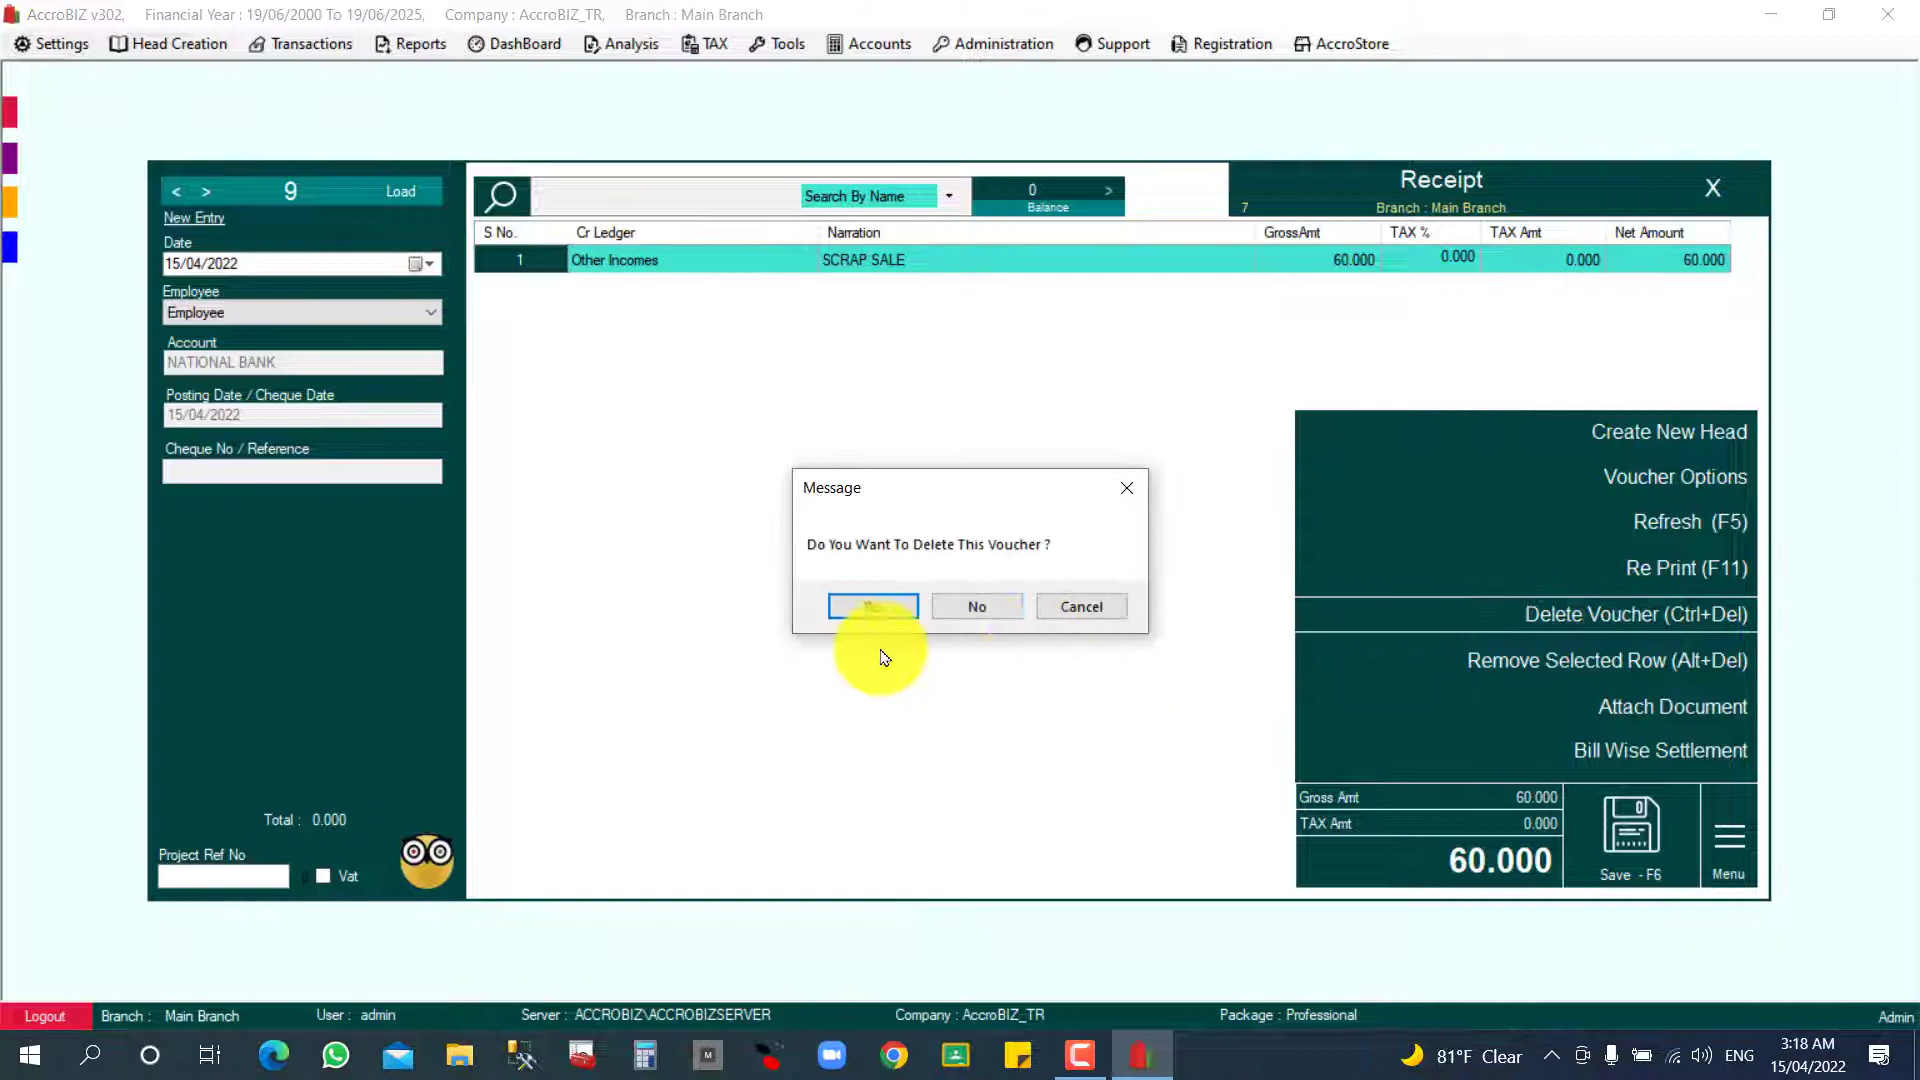 AccroBIZ v302, Financial Year : 19/06/2000 To 19/06/2025, Company : AccroBIZ_TR, Branch : Main Branch
Settings Head Creation Transactions Reports DashBoard Analysis TAX Tools Accounts Administration Support Registration AccroStore
< > 9 Load
New Entry
Date
15/04/2022
Employee
Employee
Account
NATIONAL BANK
Posting Date / Cheque Date
15/04/2022
Cheque No / Reference
Total : 0.000
Project Ref No
Vat
Search By Name
0 >
Balance
Receipt
X
7 Branch : Main Branch
S No. Cr Ledger Narration GrossAmt TAX % TAX Amt Net Amount
1 Other Incomes SCRAP SALE 60.000 0.000 0.000 60.000
Message
Do You Want To Delete This Voucher ?
No Cancel
Create New Head
Voucher Options
Refresh (F5)
Re Print (F11)
Delete Voucher (Ctrl+Del)
Remove Selected Row (Alt+Del)
Attach Document
Bill Wise Settlement
Gross Amt 60.000
TAX Amt 0.000
60.000
Save - F6
Menu
Logout Branch : Main Branch User : admin Server : ACCROBIZ\ACCROBIZSERVER Company : AccroBIZ_TR Package : Professional Admin
M
81°F Clear
ENG
3:18 AM
15/04/2022